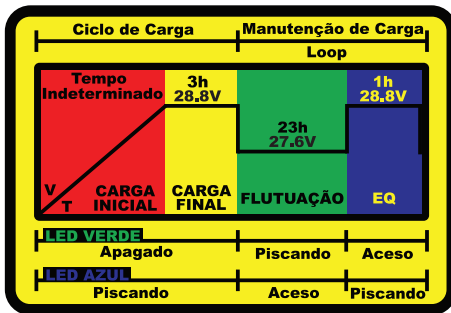 Ciclo de Carga
Manutenção de Carga
Loop
Tempo
Indeterminado
3h
28.8V
23h
27.6V
1h
28.8V
V
T
CARGA
INICIAL
CARGA
FINAL
FLUTUAÇÃO
EQ
LED VERDE
Apagado
Piscando
Aceso
LED AZUL
Piscando
Aceso
Piscando